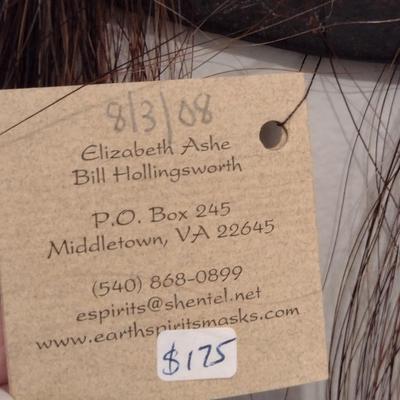 8/3/08
Elizabeth Ashe
Bill Hollingsworth
P.O. Box 245
Middletown, VA 22645
(540) 868-0899
espirits@shentel.net
www.earthspiritsmasks.com
$175